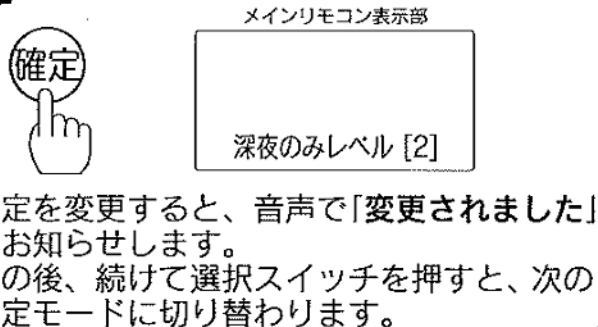 メインリモコン表示部
確定
深夜のみレベル [2]
定を変更すると、音声で「変更されました」
お知らせします。
の後、続けて選択スイッチを押すと、次の
定モードに切り替わります。